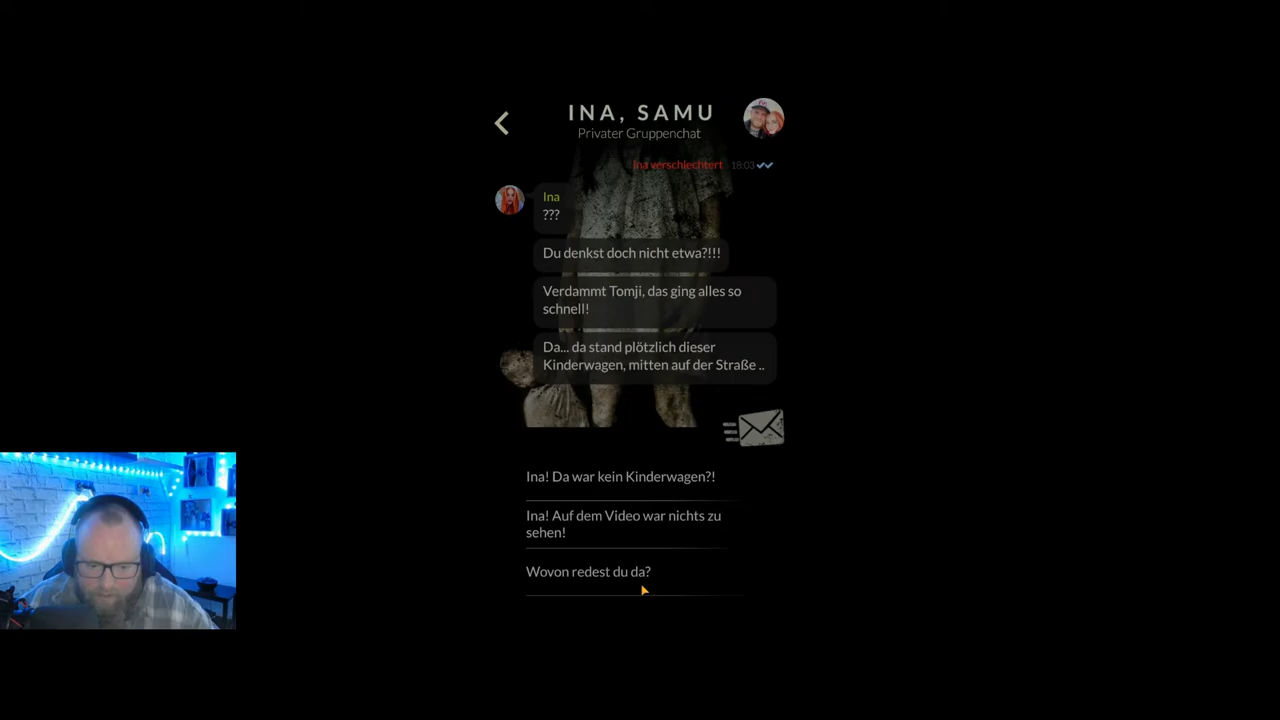 INA, SAMU
Privater Gruppenchat
Ina verschlechtert 18:03
Ina
???
Du denkst doch nicht etwa?!!!
Verdammt Tomji, das ging alles so
schnell!
Da... da stand plötzlich dieser
Kinderwagen, mitten auf der Straße ..
Ina! Da war kein Kinderwagen?!
Ina! Auf dem Video war nichts zu
sehen!
Wovon redest du da?